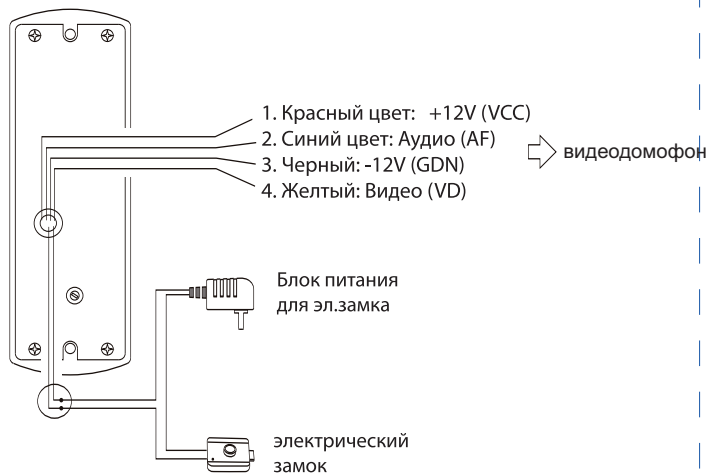 1. Красный цвет: +12V (VCC)
2. Синий цвет: Аудио (AF)
3. Черный: -12V (GDN)
4. Желтый: Видео (VD)
видеодомофон
Блок питания
для эл.замка
электрический
замок